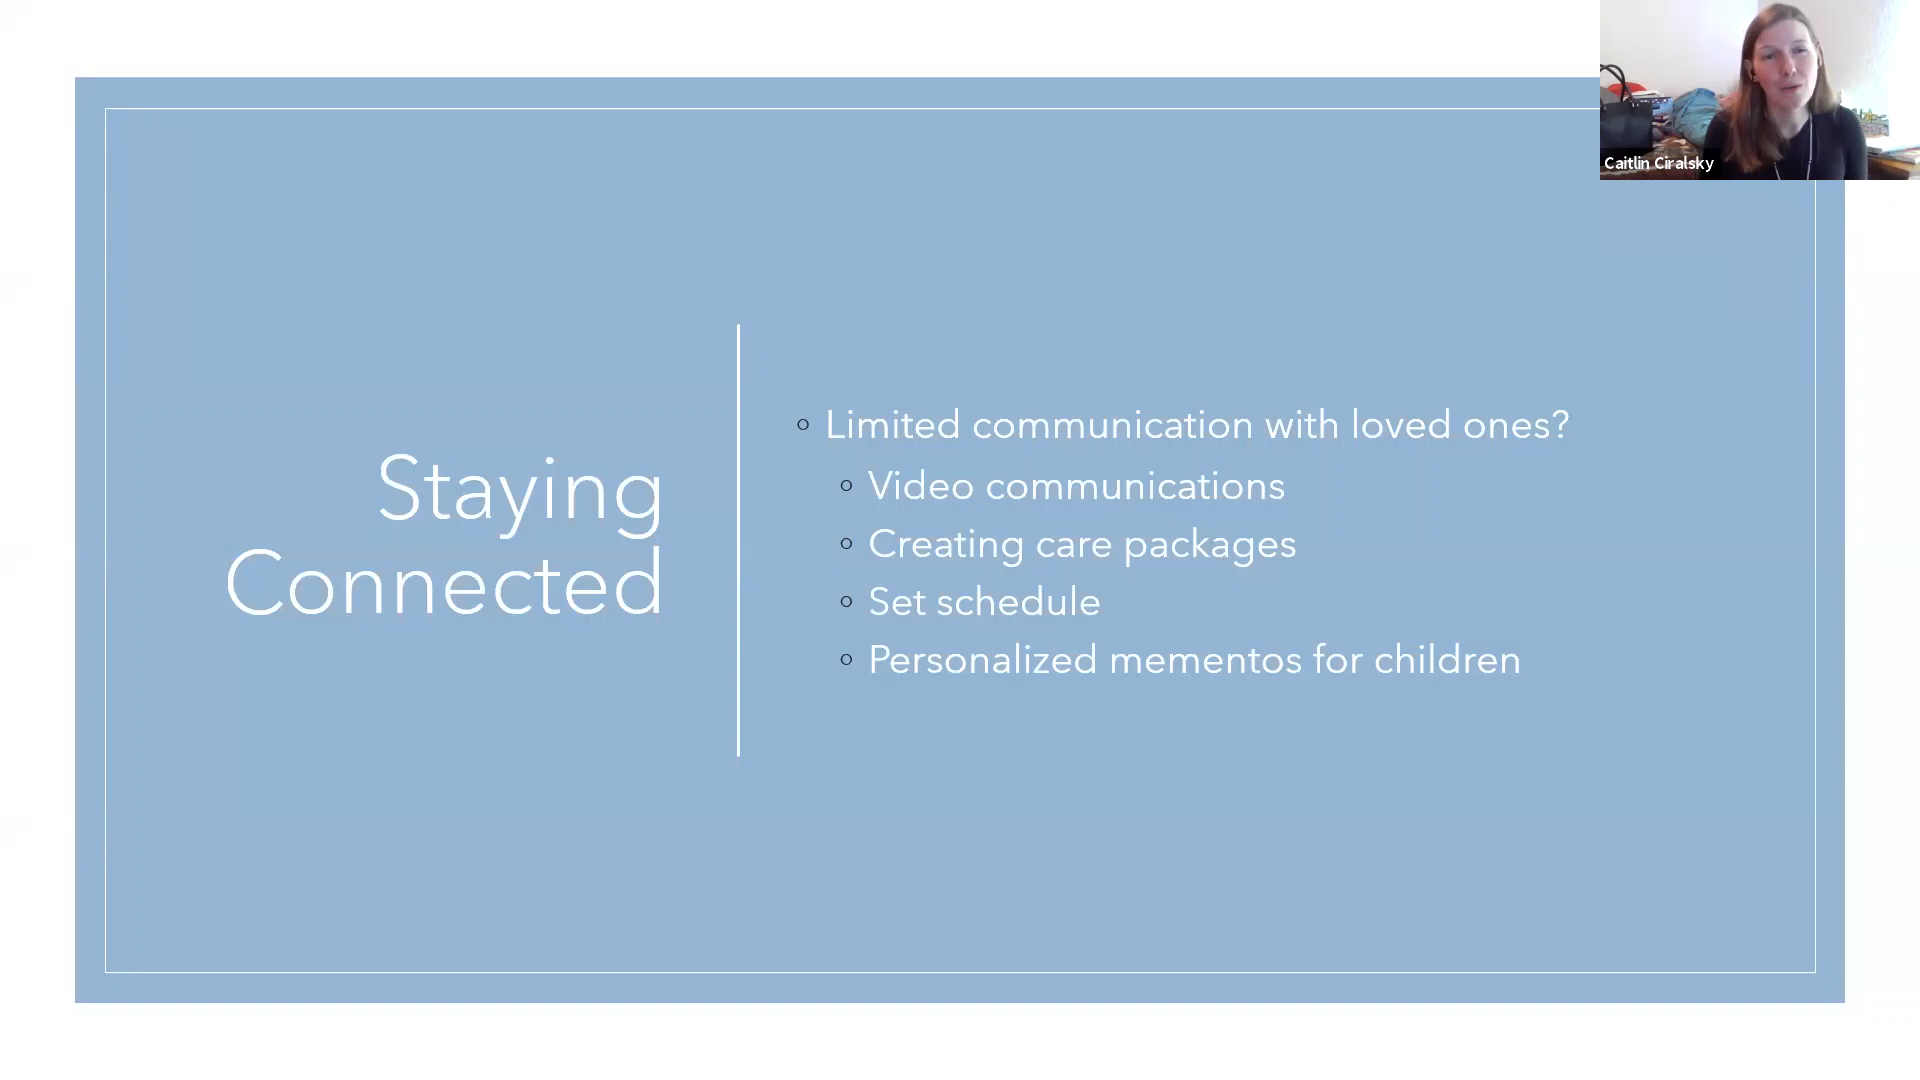 Caitlin Ciralsky
Staying
Connected
Limited communication with loved ones?
Video communications
Creating care packages
Set schedule
Personalized mementos for children